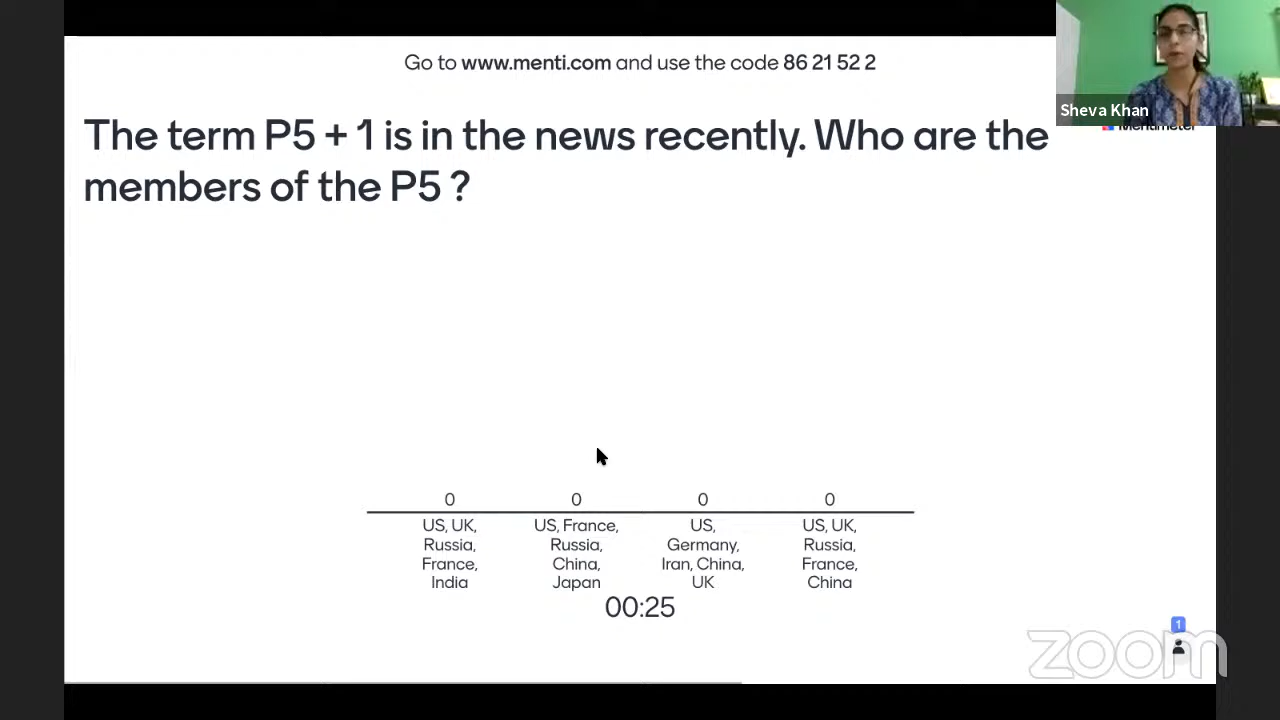 Go to www.menti.com and use the code 86 21 52 2
Sheva Khan
Mentimeter
The term P5 + 1 is in the news recently. Who are the
members of the P5 ?
0 0 0 0
US, UK,
Russia,
France,
India
US, France,
Russia,
China,
Japan
US,
Germany,
Iran, China,
UK
US, UK,
Russia,
France,
China
00:25
1
zoom